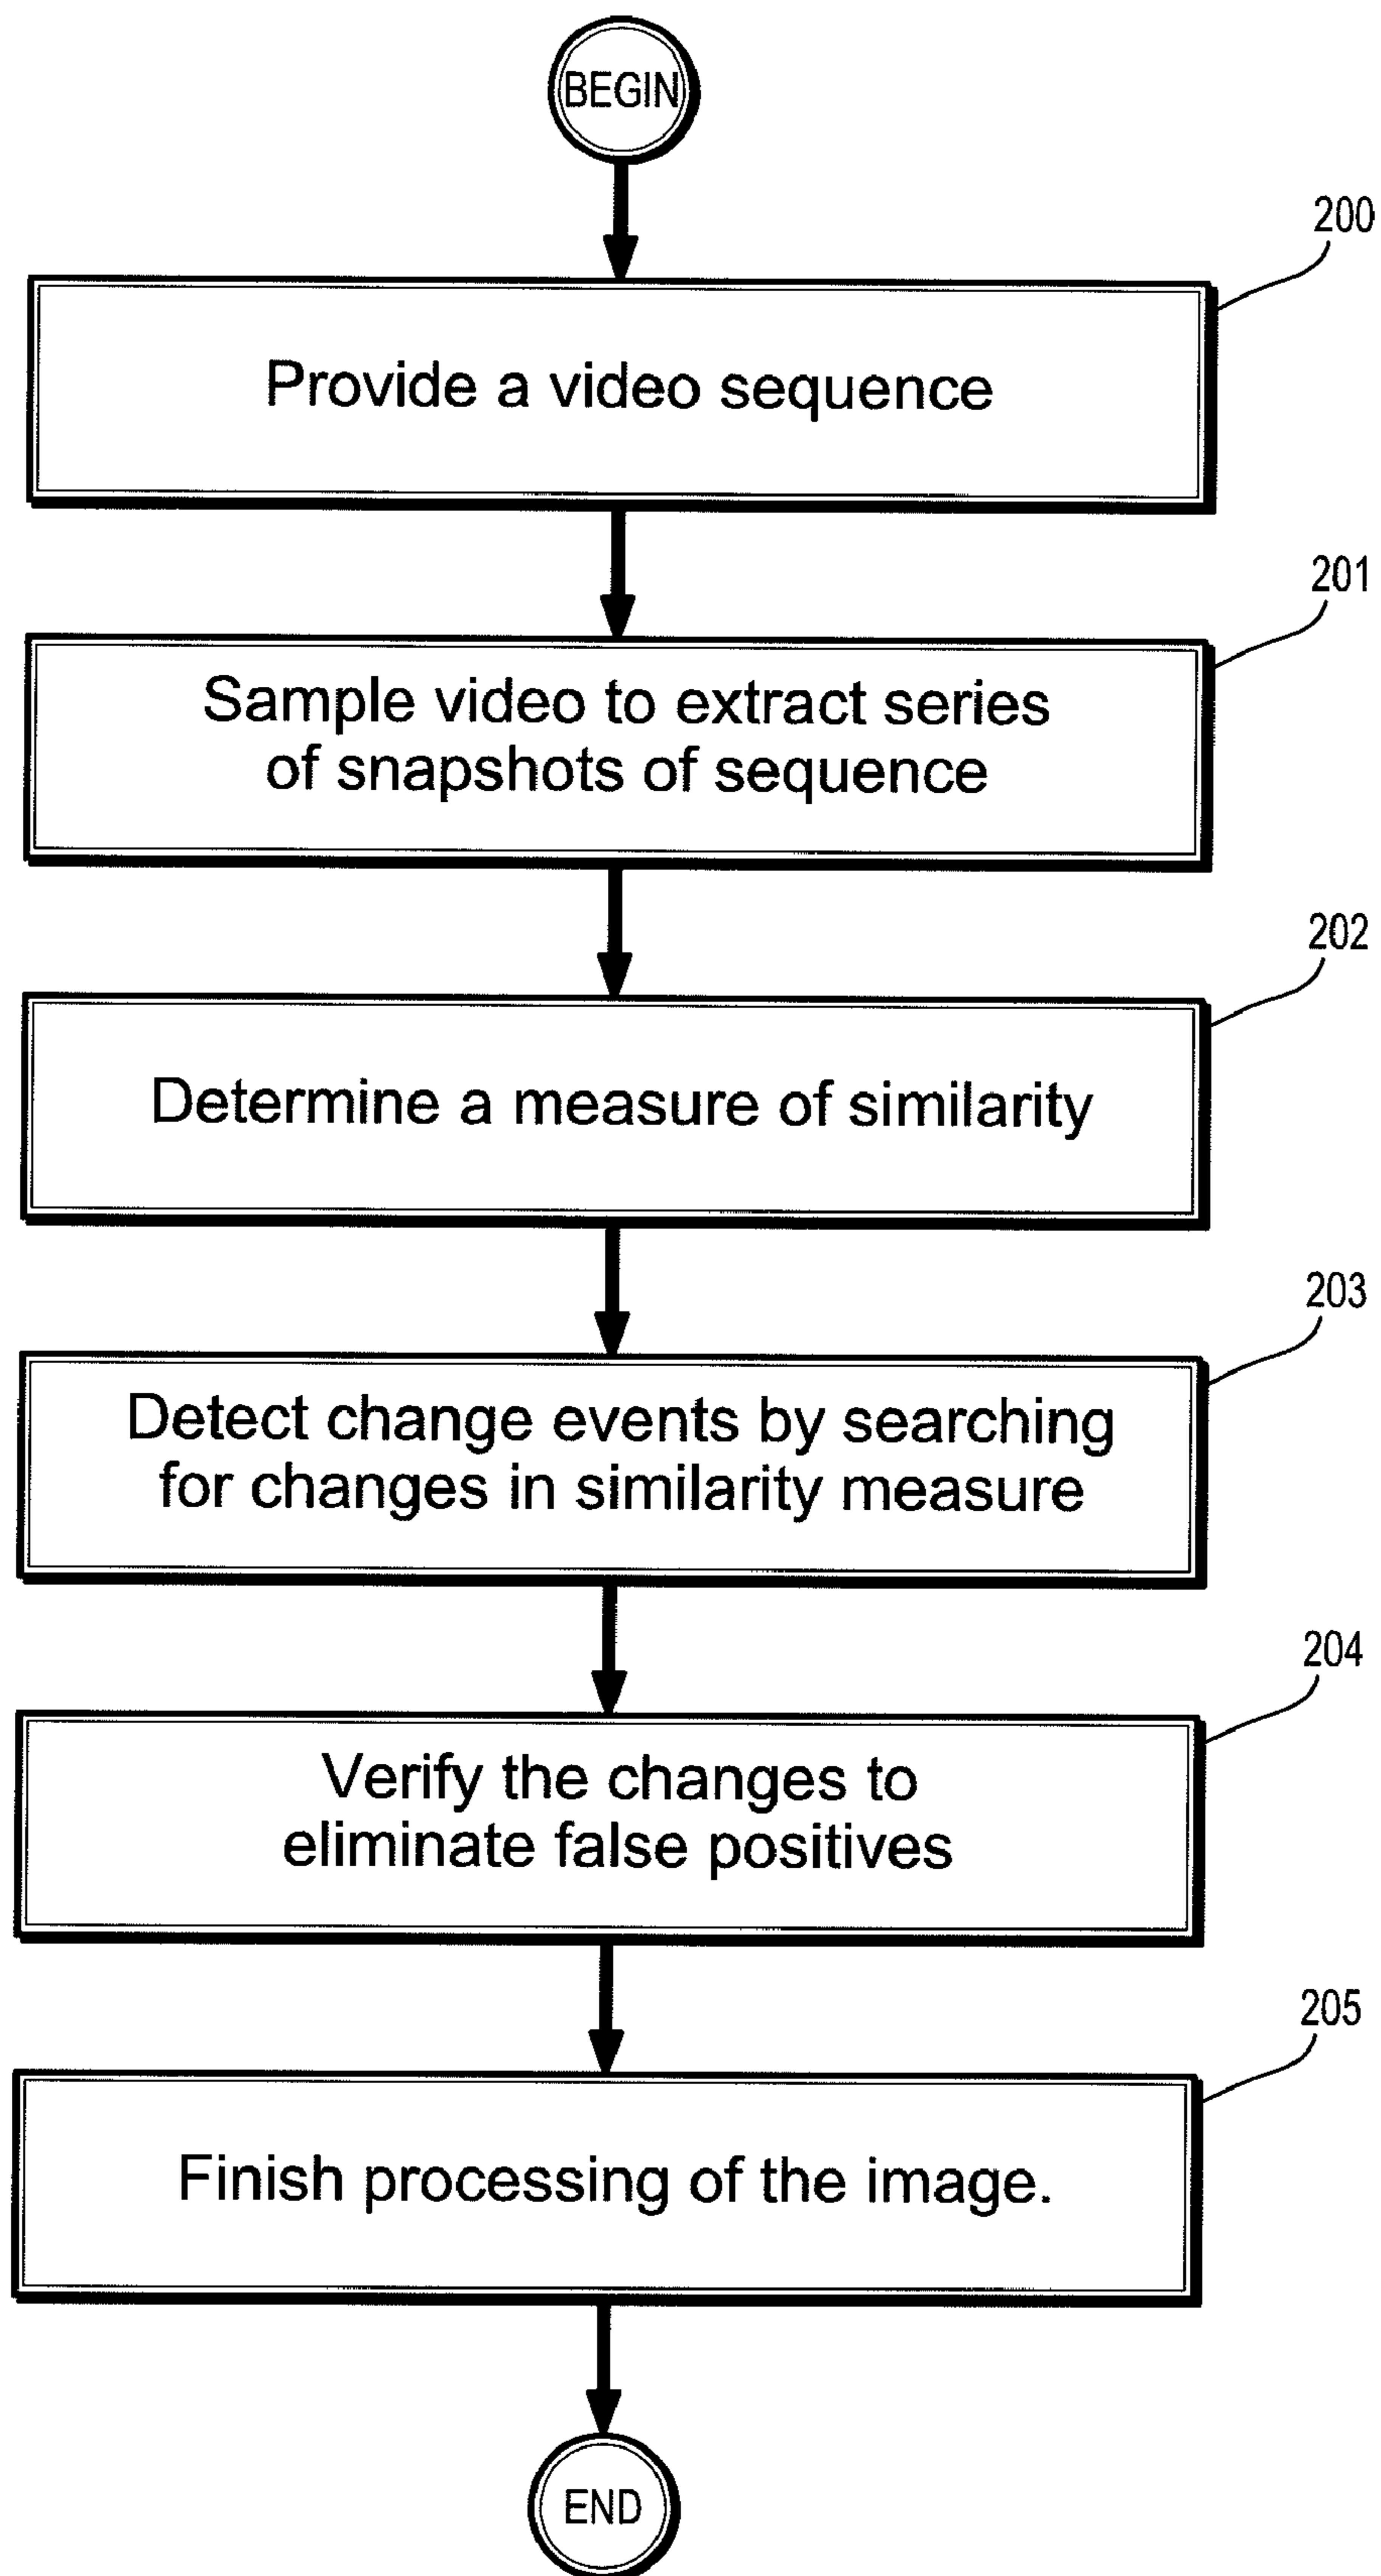 BEGIN
200
Provide a video sequence
201
Sample video to extract series
of snapshots of sequence
202
Determine a measure of similarity
203
Detect change events by searching
for changes in similarity measure
204
Verify the changes to
eliminate false positives
205
Finish processing of the image.
END